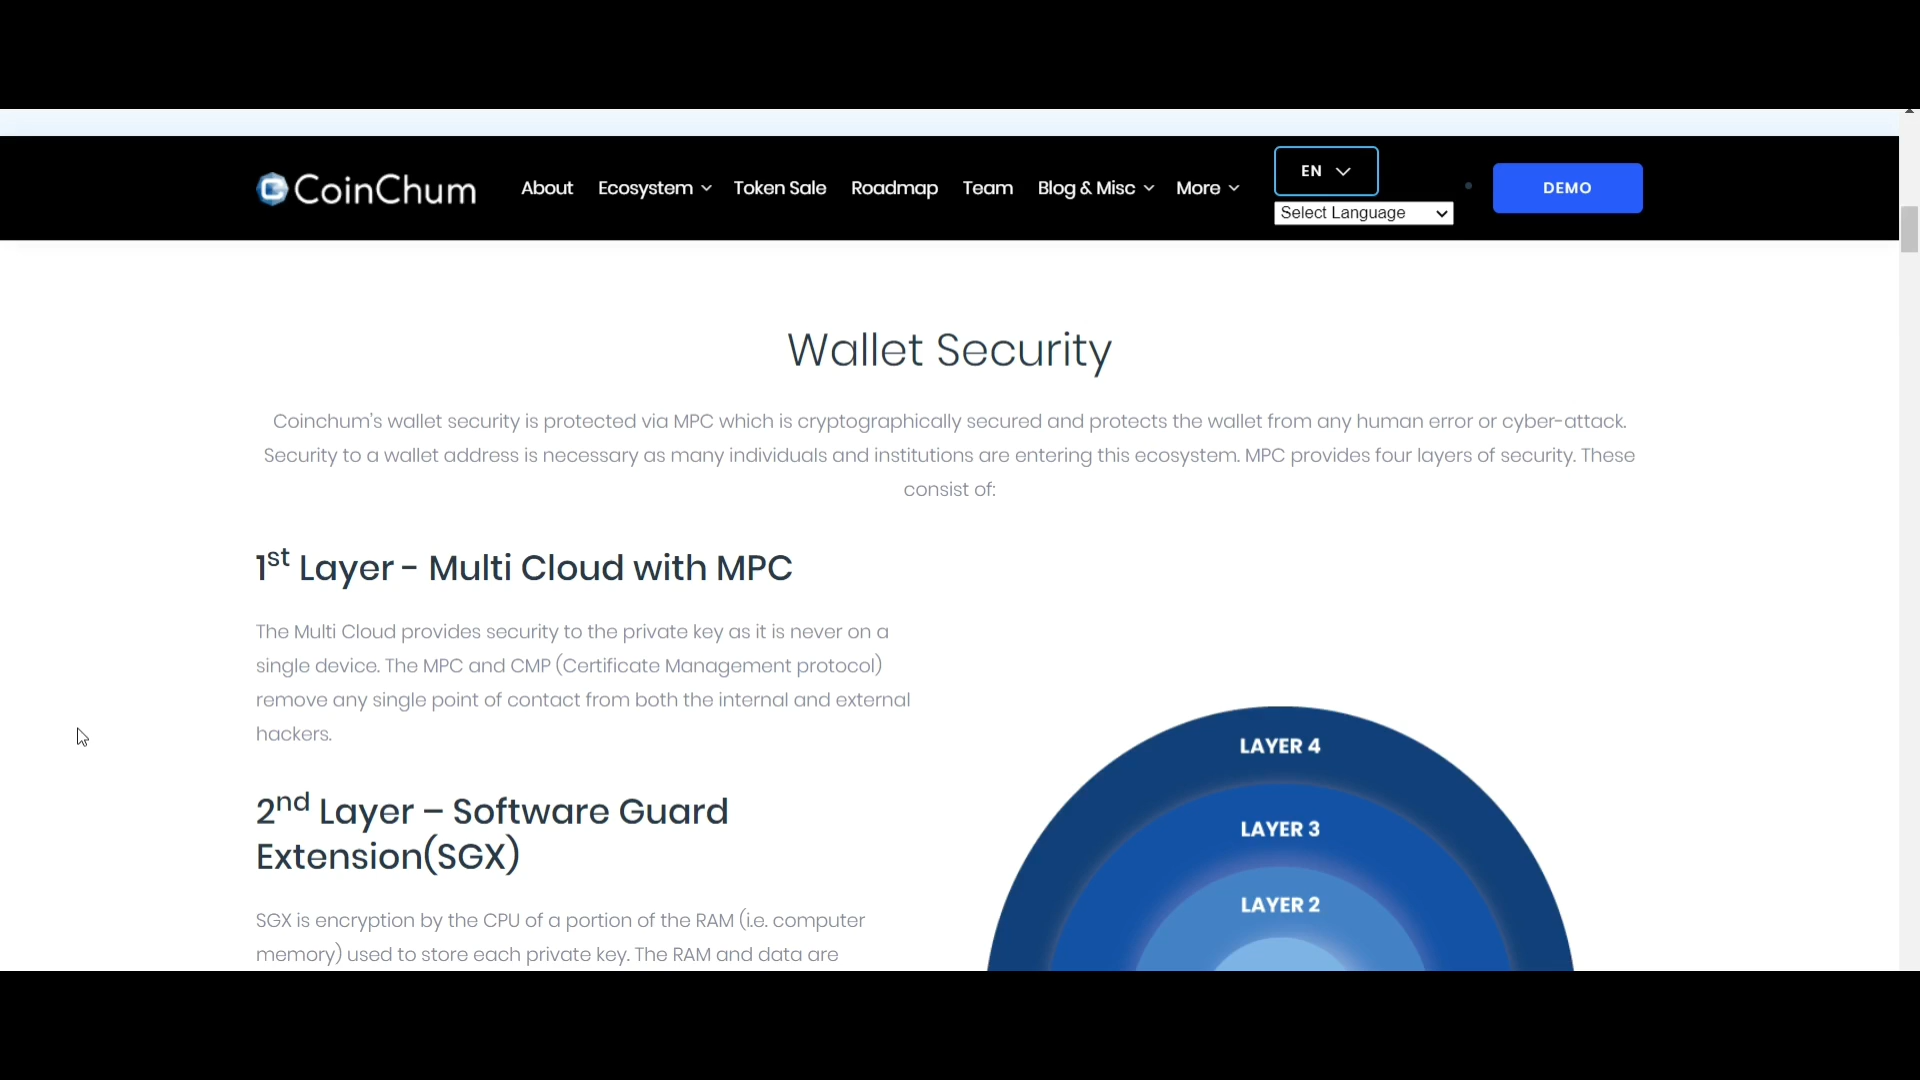 CoinChum
About
Ecosystem
Token Sale
Roadmap
Team
Blog & Misc
More
EN
Select Language
DEMO
Wallet Security
Coinchum's wallet security is protected via MPC which is cryptographically secured and protects the wallet from any human error or cyber-attack.
Security to a wallet address is necessary as many individuals and institutions are entering this ecosystem. MPC provides four layers of security. These
consist of:
1st Layer - Multi Cloud with MPC
The Multi Cloud provides security to the private key as it is never on a
single device. The MPC and CMP (Certificate Management protocol)
remove any single point of contact from both the internal and external
hackers.
2nd Layer – Software Guard
Extension(SGX)
SGX is encryption by the CPU of a portion of the RAM (i.e. computer
memory) used to store each private key. The RAM and data are
LAYER 4
LAYER 3
LAYER 2